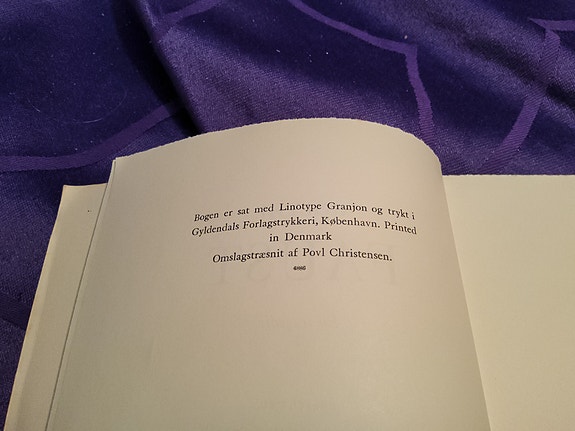 Bogen er sat med Linotype Granjon og trykt i
Gyldendals Forlagstrykkeri, København. Printed
in Denmark
Omslagstræsnit af Povl Christensen.